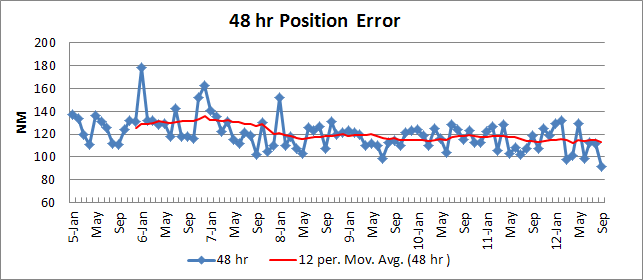 48 hr Position Error
NM
200
180
160
140
120
100
80
60
5-Jan May Sep 6-Jan May Sep 7-Jan May Sep 8-Jan May Sep 9-Jan May Sep 10-Jan May Sep 11-Jan May Sep 12-Jan May Sep
48 hr 12 per. Mov. Avg. (48 hr )